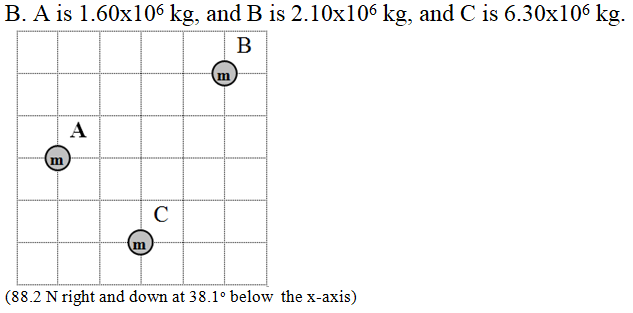 B. A is 1.60x10⁶ kg, and B is 2.10x10⁶ kg, and C is 6.30x10⁶ kg.
B
m
A
m
C
m
(88.2 N right and down at 38.1º below the x-axis)